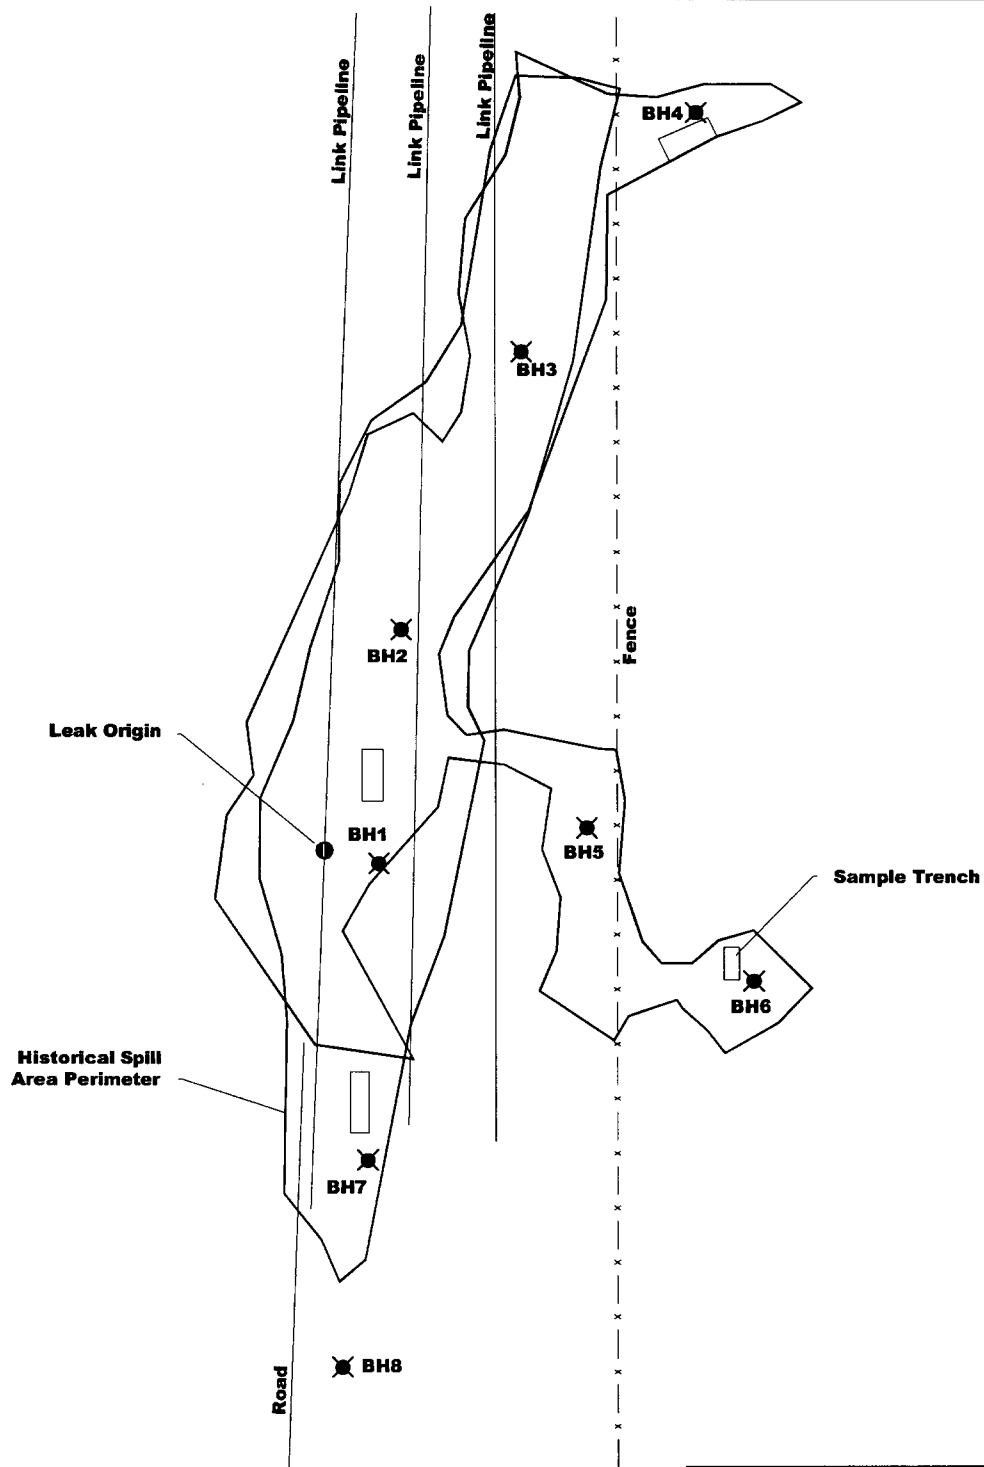 Link Pipeline
Link Pipeline
Link Pipeline
BH4
BH3
Fence
BH2
Leak Origin
BH1
BH5
Sample Trench
BH6
Historical Spill
Area Perimeter
BH7
BH8
Road